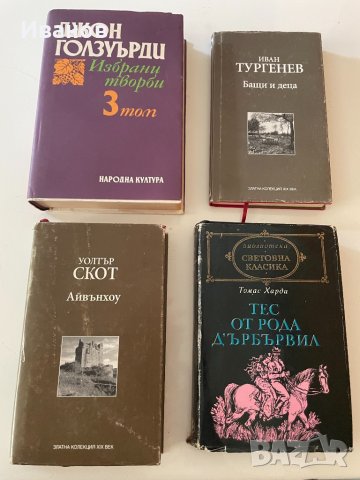 Иванов
ДЖОН
ГОЛЗУЪРДИ
Избрани
творби
3 том
НАРОДНА КУЛТУРА
ИВАН
ТУРГЕНЕВ
Бащи и деца
ЗЛАТНА КОЛЕКЦИЯ XIX ВЕК
УОЛТЪР
СКОТ
Айвънхоу
ЗЛАТНА КОЛЕКЦИЯ XIX ВЕК
библиотека
СВЕТОВНА
КЛАСИКА
Томас Харди
ТЕС
ОТ РОДА
Д'ЪРБЪРВИЛ
BAZAR